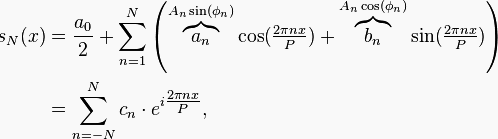 s_N(x) = \frac{a_0}{2} + \sum_{n=1}^{N} \left( \overbrace{a_n}^{A_n \sin(\phi_n)} \cos(\tfrac{2\pi nx}{P}) + \overbrace{b_n}^{A_n \cos(\phi_n)} \sin(\tfrac{2\pi nx}{P}) \right)
= \sum_{n=-N}^{N} c_n \cdot e^{i \tfrac{2\pi nx}{P}},